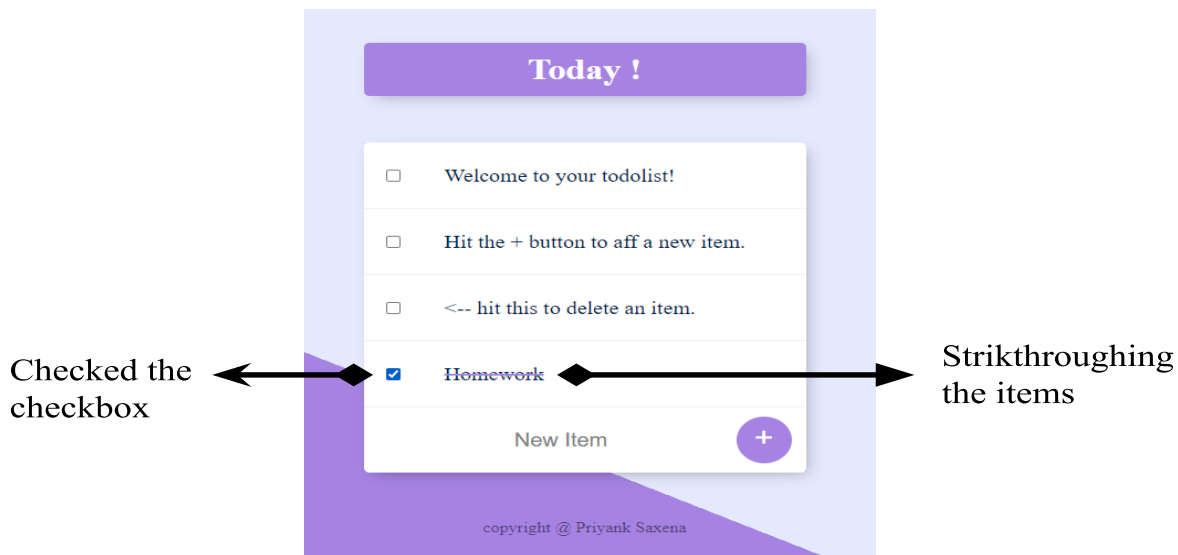 Today !
Welcome to your todolist!
Hit the + button to aff a new item.
<-- hit this to delete an item.
Checked the
checkbox
Homework
Strikthroughing
the items
New Item
+
copyright @ Priyank Saxena